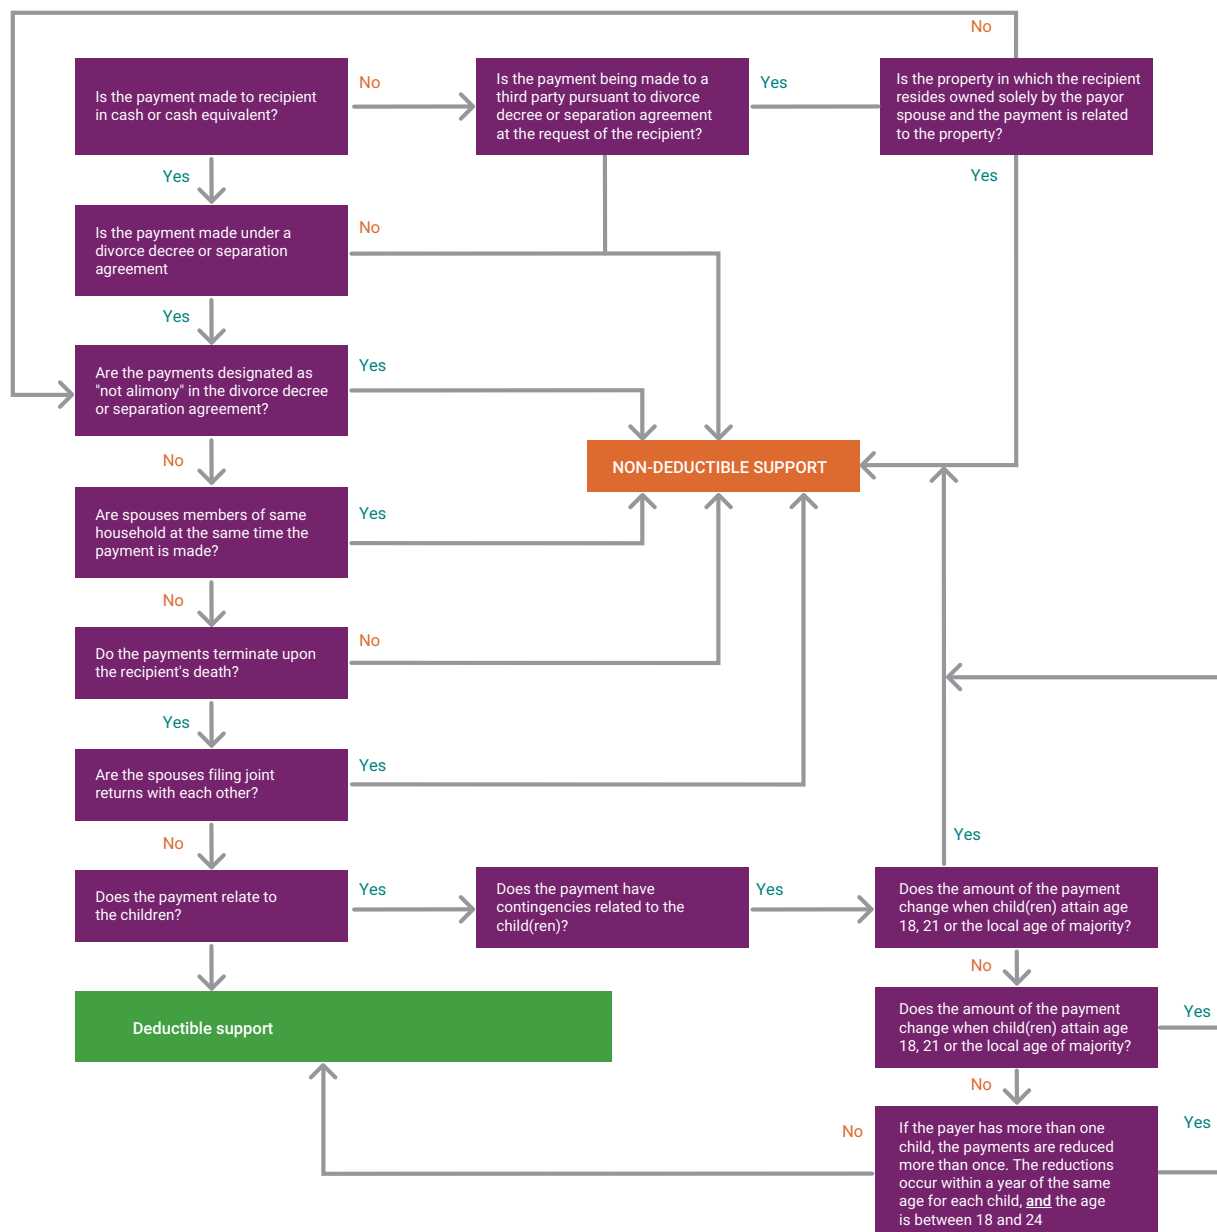 No
Is the payment made to recipient
in cash or cash equivalent?
No
Is the payment being made to a
third party pursuant to divorce
decree or separation agreement
at the request of the recipient?
Yes
Is the property in which the recipient
resides owned solely by the payor
spouse and the payment is related
to the property?
Yes
Yes
Is the payment made under a
divorce decree or separation
agreement
No
Yes
Are the payments designated as
"not alimony" in the divorce decree
or separation agreement?
Yes
No
NON-DEDUCTIBLE SUPPORT
Are spouses members of same
household at the same time the
payment is made?
Yes
No
Do the payments terminate upon
the recipient's death?
No
Yes
Are the spouses filing joint
returns with each other?
Yes
No
Yes
Does the payment relate to
the children?
Yes
Does the payment have
contingencies related to the
child(ren)?
Yes
Does the amount of the payment
change when child(ren) attain age
18, 21 or the local age of majority?
No
Deductible support
Does the amount of the payment
change when child(ren) attain age
18, 21 or the local age of majority?
Yes
No
No
If the payer has more than one
child, the payments are reduced
more than once. The reductions
occur within a year of the same
age for each child, and the age
is between 18 and 24
Yes